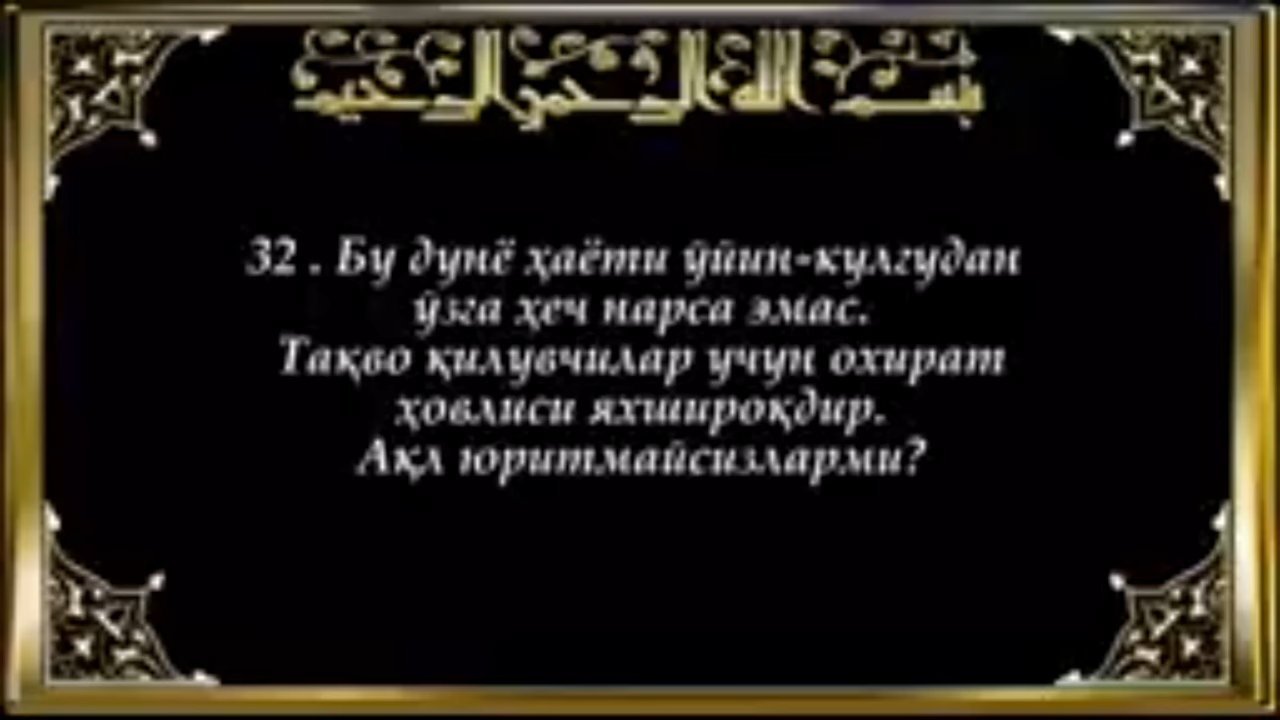 بسم الله الرحمن الرحيم
32 . Бу дунё ҳаёти ўйин-кулгудан
ўзга ҳеч нарса эмас.
Тақво қилувчилар учун охират
ҳовлиси яхшироқдир.
Ақл юритмайсизларми?